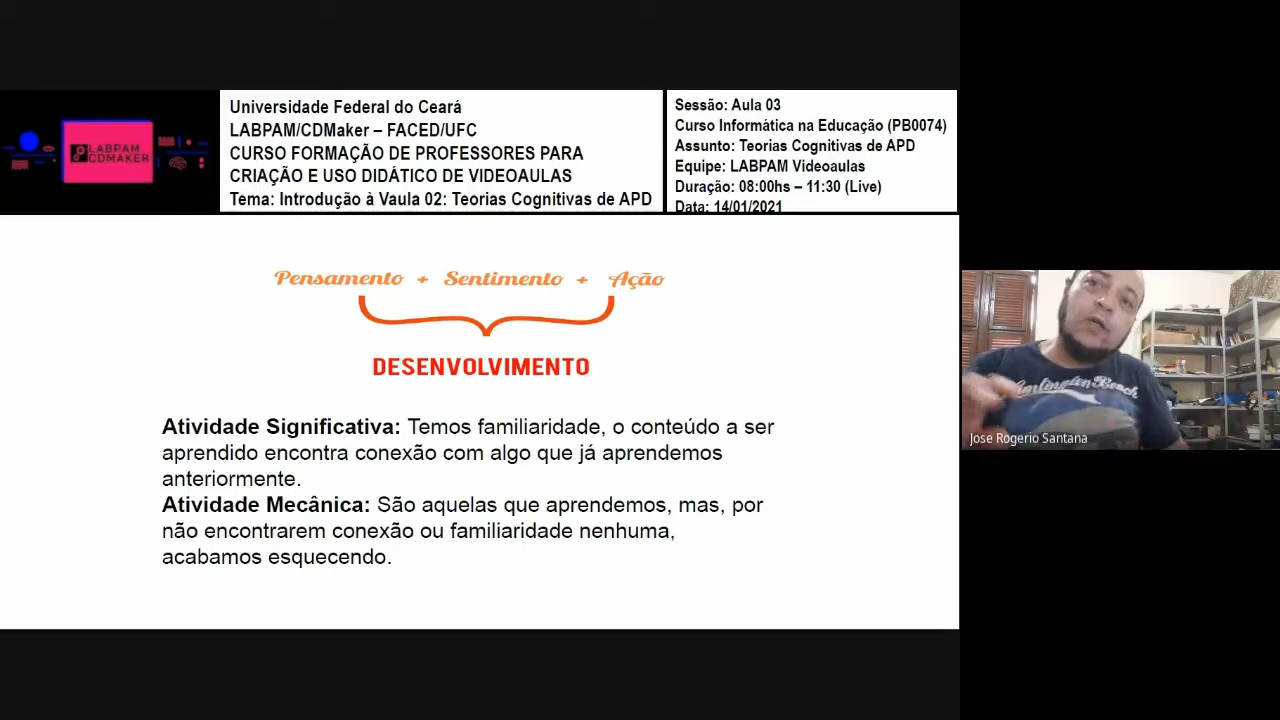 LABPAM
CDMAKER
Universidade Federal do Ceará
LABPAM/CDMaker – FACED/UFC
CURSO FORMAÇÃO DE PROFESSORES PARA
CRIAÇÃO E USO DIDÁTICO DE VIDEOAULAS
Tema: Introdução à Vaula 02: Teorias Cognitivas de APD
Sessão: Aula 03
Curso Informática na Educação (PB0074)
Assunto: Teorias Cognitivas de APD
Equipe: LABPAM Videoaulas
Duração: 08:00hs – 11:30 (Live)
Data: 14/01/2021
Pensamento + Sentimento + Ação
DESENVOLVIMENTO
Atividade Significativa: Temos familiaridade, o conteúdo a ser
aprendido encontra conexão com algo que já aprendemos
anteriormente.
Atividade Mecânica: São aquelas que aprendemos, mas, por
não encontrarem conexão ou familiaridade nenhuma,
acabamos esquecendo.
Jose Rogerio Santana